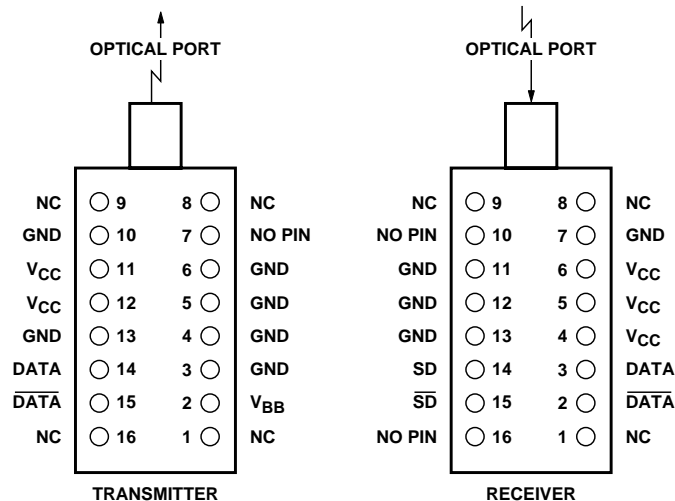 OPTICAL PORT OPTICAL PORT
NC 9 8 NC NC 9 8 NC
GND 10 7 NO PIN NO PIN 10 7 GND
VCC 11 6 GND GND 11 6 VCC
VCC 12 5 GND GND 12 5 VCC
GND 13 4 GND GND 13 4 VCC
DATA 14 3 GND SD 14 3 DATA
DATA 15 2 VBB SD 15 2 DATA
NC 16 1 NC NO PIN 16 1 NC
TRANSMITTER RECEIVER